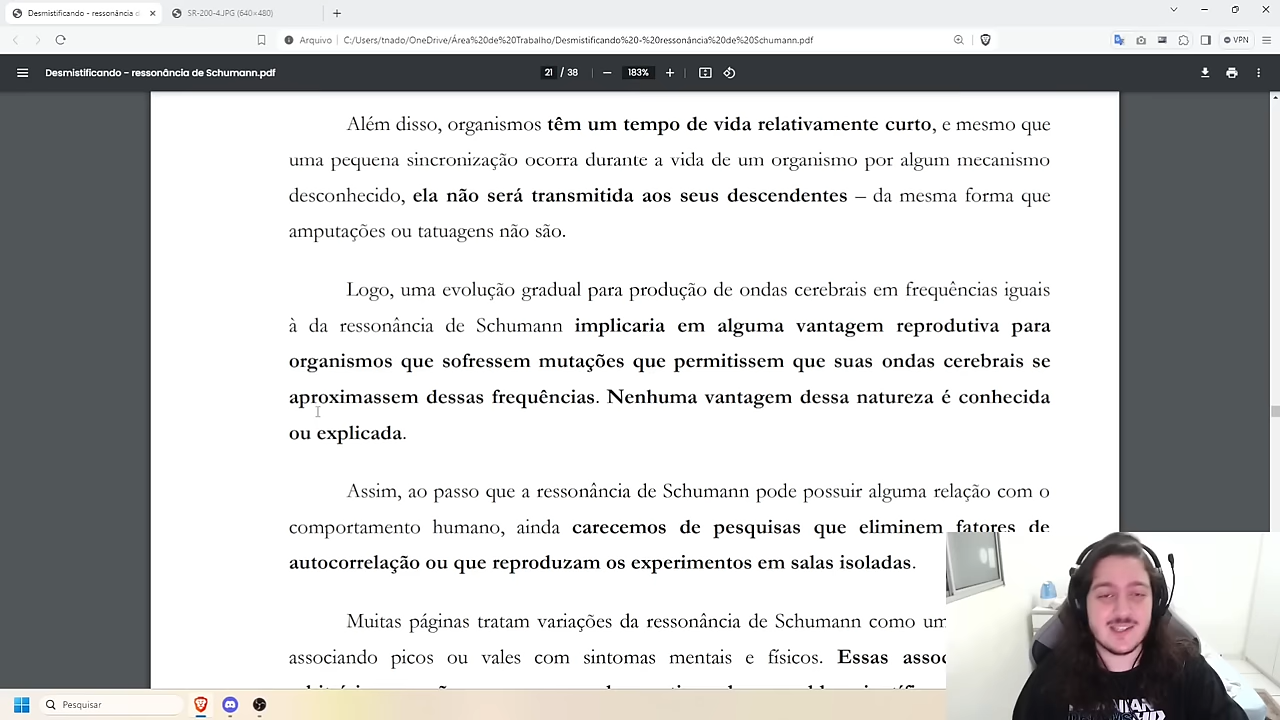 Desmistificando - ressonância d
SR-200-4.JPG (640×480)
Arquivo
C:/Users/tnado/OneDrive/Área%20de%20Trabalho/Desmistificando%20-%20ressonância%20de%20Schumann.pdf
VPN
Desmistificando - ressonância de Schumann.pdf
21 / 38
183%
Além disso, organismos têm um tempo de vida relativamente curto, e mesmo que
uma pequena sincronização ocorra durante a vida de um organismo por algum mecanismo
desconhecido, ela não será transmitida aos seus descendentes – da mesma forma que
amputações ou tatuagens não são.
Logo, uma evolução gradual para produção de ondas cerebrais em frequências iguais
à da ressonância de Schumann implicaria em alguma vantagem reprodutiva para
organismos que sofressem mutações que permitissem que suas ondas cerebrais se
aproximassem dessas frequências. Nenhuma vantagem dessa natureza é conhecida
ou explicada.
Assim, ao passo que a ressonância de Schumann pode possuir alguma relação com o
comportamento humano, ainda carecemos de pesquisas que eliminem fatores de
autocorrelação ou que reproduzam os experimentos em salas isoladas.
Muitas páginas tratam variações da ressonância de Schumann como um
associando picos ou vales com sintomas mentais e físicos. Essas assoc
Pesquisar